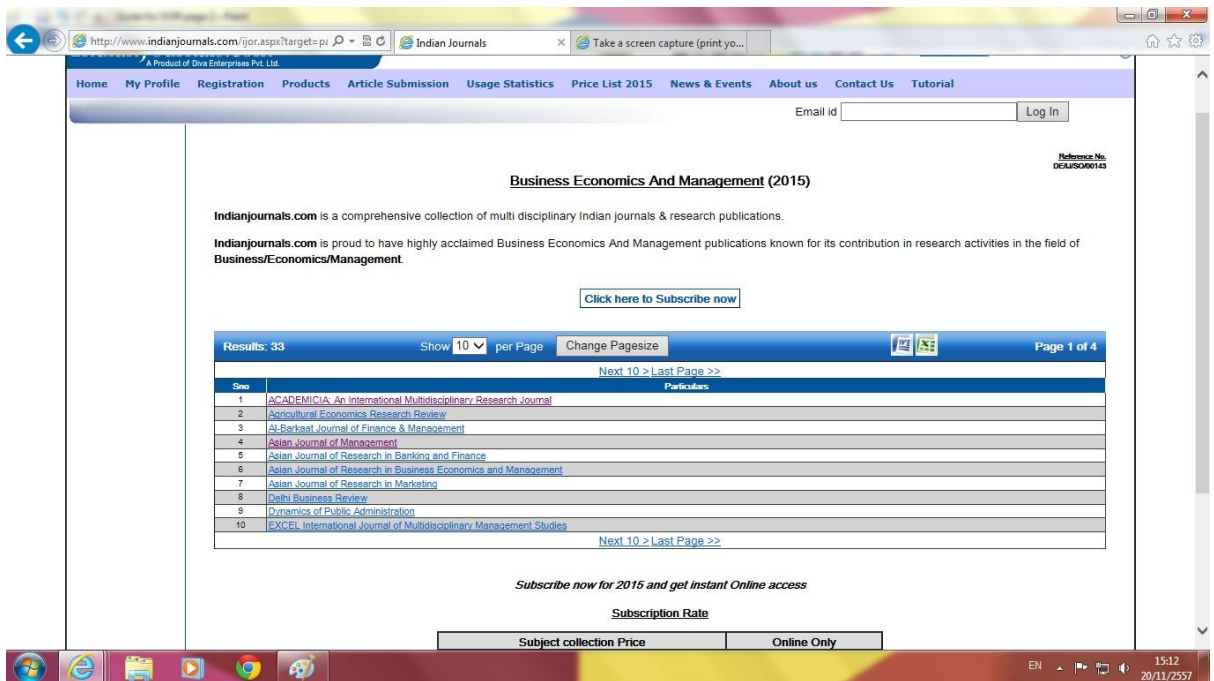 http://www.indianjournals.com/ijor.aspx?target=pr
Indian Journals
Take a screen capture (print yo...
A Product of Diva Enterprises Pvt. Ltd.
Home My Profile Registration Products Article Submission Usage Statistics Price List 2015 News & Events About us Contact Us Tutorial
Email id Log In
Reference No.
DE/IJ/SO/00143
Business Economics And Management (2015)
Indianjournals.com is a comprehensive collection of multi disciplinary Indian journals & research publications.
Indianjournals.com is proud to have highly acclaimed Business Economics And Management publications known for its contribution in research activities in the field of
Business/Economics/Management.
Click here to Subscribe now
Results: 33 Show 10 per Page Change Pagesize Page 1 of 4
Next 10 > Last Page >>
Sno Particulars
1 ACADEMICIA: An International Multidisciplinary Research Journal
2 Agricultural Economics Research Review
3 Al-Barkaat Journal of Finance & Management
4 Asian Journal of Management
5 Asian Journal of Research in Banking and Finance
6 Asian Journal of Research in Business Economics and Management
7 Asian Journal of Research in Marketing
8 Delhi Business Review
9 Dynamics of Public Administration
10 EXCEL International Journal of Multidisciplinary Management Studies
Next 10 > Last Page >>
Subscribe now for 2015 and get instant Online access
Subscription Rate
Subject collection Price Online Only
EN 15:12
20/11/2557